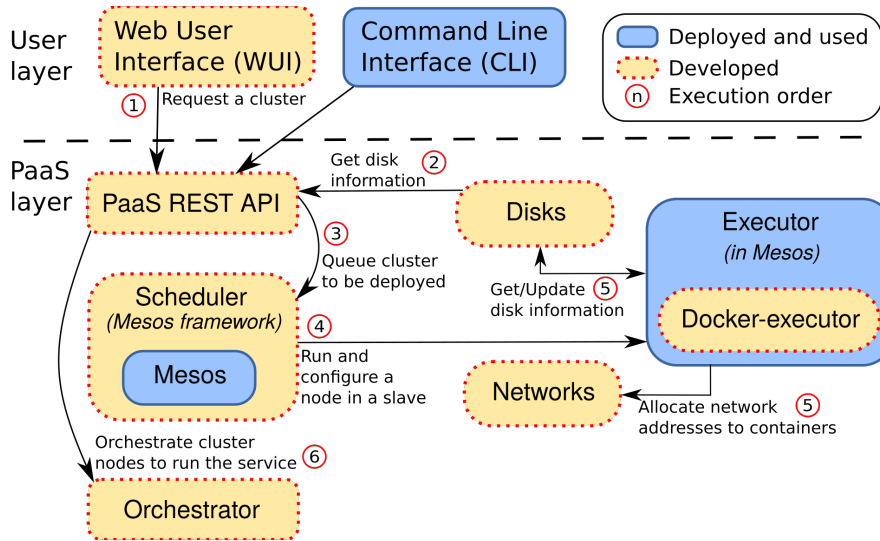 User
layer
Web User
Interface (WUI)
Command Line
Interface (CLI)
Deployed and used
Developed
n Execution order
1 Request a cluster
PaaS
layer
Get disk
information 2
PaaS REST API
Disks
Executor
(in Mesos)
3
Queue cluster
to be deployed
Get/Update
disk information 5
Scheduler
(Mesos framework)
Mesos
4
Run and
configure a
node in a slave
Docker-executor
Networks
Allocate network
addresses to containers 5
Orchestrate cluster
nodes to run the service 6
Orchestrator